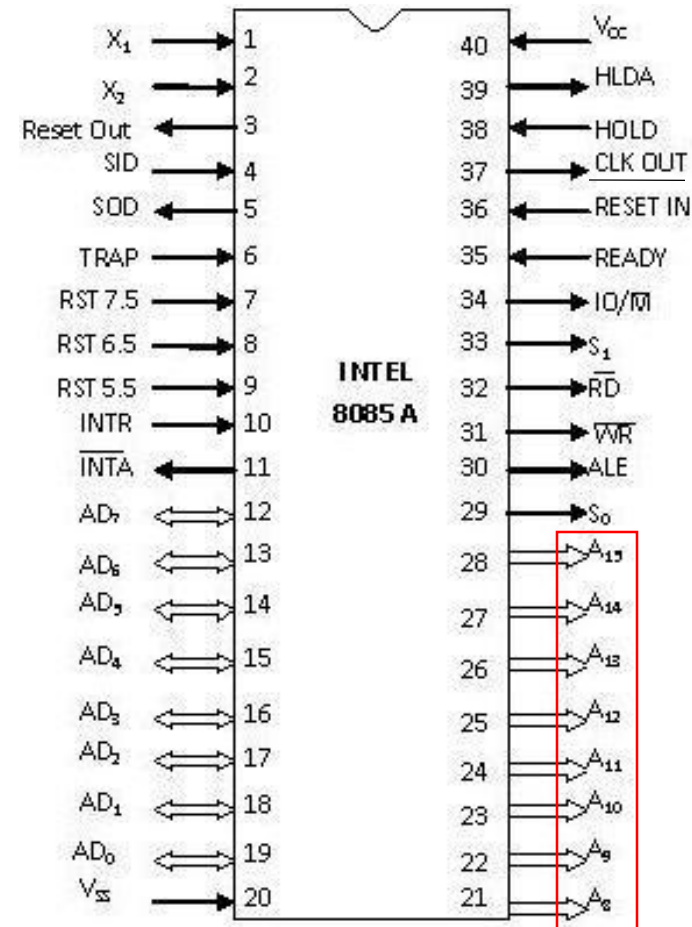 X₁ 1 40 Vcc
X₂ 2 39 HLDA
Reset Out 3 38 HOLD
SID 4 37 CLK OUT
SOD 5 36 RESET IN
TRAP 6 35 READY
RST 7.5 7 34 IO/M̅
RST 6.5 8 33 S₁
RST 5.5 9 32 R̅D̅
INTR 10 31 W̅R̅
I̅N̅T̅A̅ 11 30 ALE
AD₇ 12 29 S₀
AD₆ 13 28 A₁₅
AD₅ 14 27 A₁₄
AD₄ 15 26 A₁₃
AD₃ 16 25 A₁₂
AD₂ 17 24 A₁₁
AD₁ 18 23 A₁₀
AD₀ 19 22 A₉
Vss 20 21 A₈
INTEL
8085 A